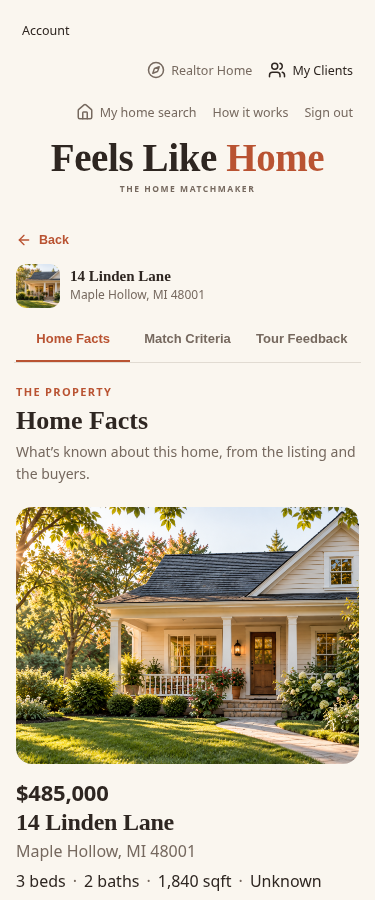 Account
Realtor Home My Clients
My home search How it works Sign out
Feels Like Home
THE HOME MATCHMAKER
Back
14 Linden Lane
Maple Hollow, MI 48001
Home Facts Match Criteria Tour Feedback
THE PROPERTY
Home Facts
What's known about this home, from the listing and
the buyers.
$485,000
14 Linden Lane
Maple Hollow, MI 48001
3 beds · 2 baths · 1,840 sqft · Unknown